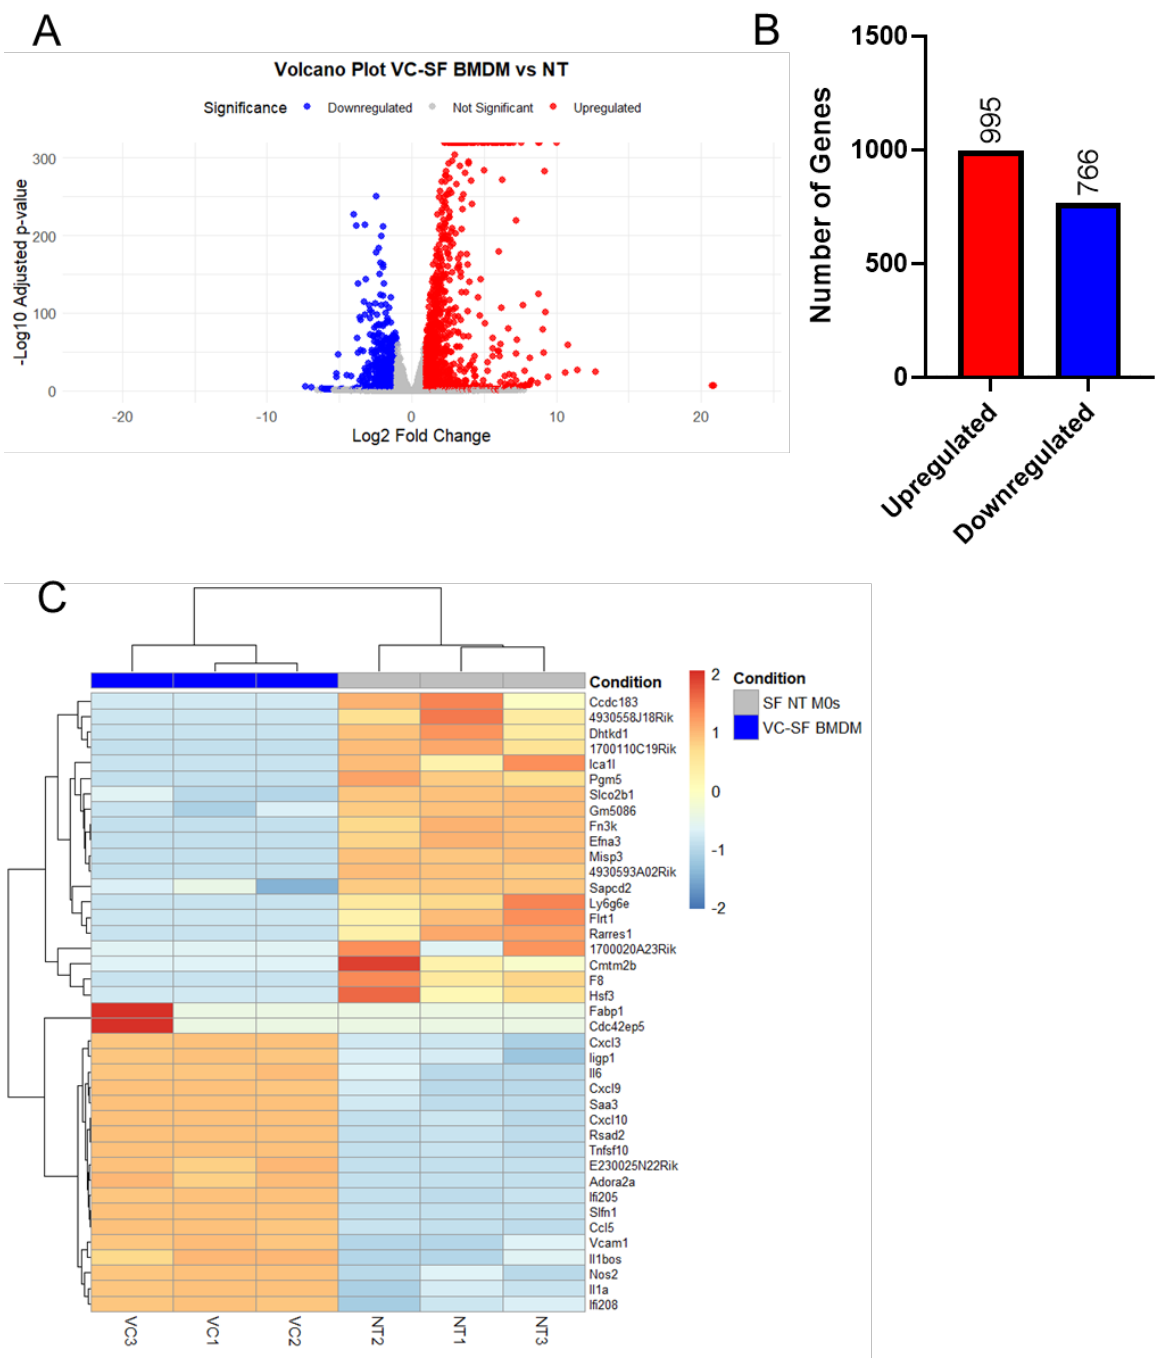 A
Volcano Plot VC-SF BMDM vs NT
Significance Downregulated Not Significant Upregulated
-Log10 Adjusted p-value
300
200
100
0
-20 -10 0 10 20
Log2 Fold Change
B
Number of Genes
1500
1000
500
0
995
766
Upregulated
Downregulated
C
Condition
Ccdc183
4930558J18Rik
Dhtkd1
1700110C19Rik
Ica1l
Pgm5
Slco2b1
Gm5086
Fn3k
Efna3
Misp3
4930593A02Rik
Sapcd2
Ly6g6e
Flrt1
Rarres1
1700020A23Rik
Cmtm2b
F8
Hsf3
Fabp1
Cdc42ep5
Cxcl3
Iigp1
Il6
Cxcl9
Saa3
Cxcl10
Rsad2
Tnfsf10
E230025N22Rik
Adora2a
Ifi205
Slfn1
Ccl5
Vcam1
Il1bos
Nos2
Il1a
Ifi208
VC3 VC1 VC2 NT2 NT1 NT3
2
1
0
-1
-2
Condition
SF NT M0s
VC-SF BMDM